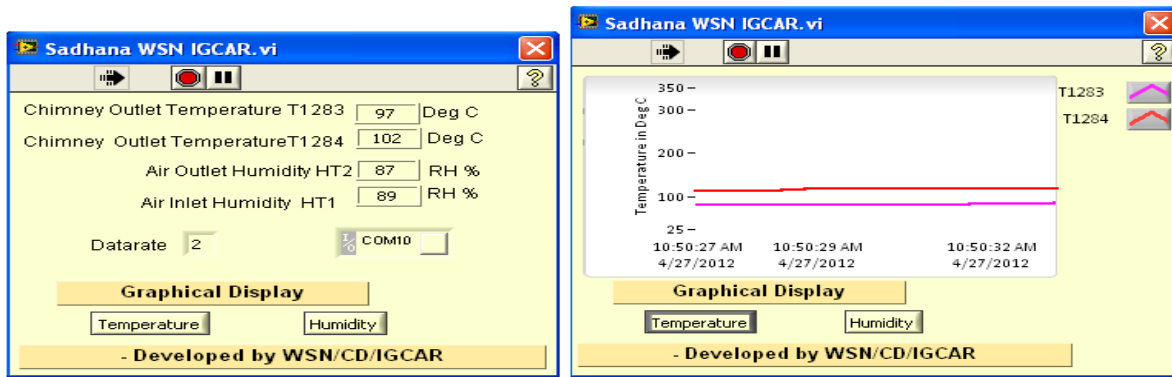 Sadhana WSN IGCAR.vi
Chimney Outlet Temperature T1283 97 Deg C
Chimney Outlet TemperatureT1284 102 Deg C
Air Outlet Humidity HT2 87 RH %
Air Inlet Humidity HT1 89 RH %
Datarate 2 I/O COM10
Graphical Display
Temperature Humidity
- Developed by WSN/CD/IGCAR
Sadhana WSN IGCAR.vi
Temperature in Deg C
350
300
200
100
25
10:50:27 AM 10:50:29 AM 10:50:32 AM
4/27/2012 4/27/2012 4/27/2012
T1283
T1284
Graphical Display
Temperature Humidity
- Developed by WSN/CD/IGCAR